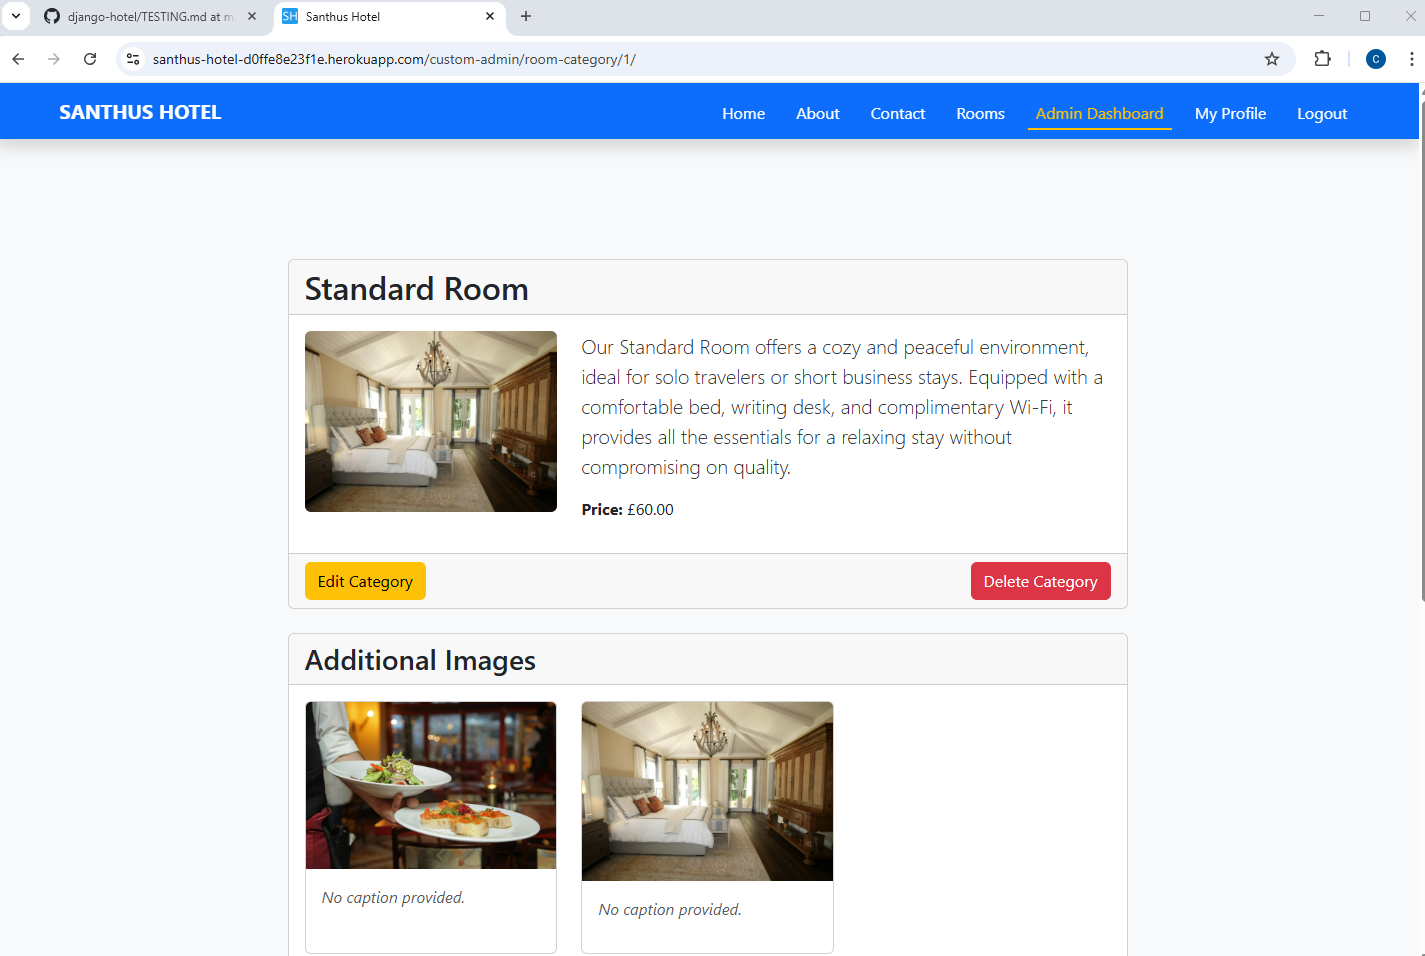 django-hotel/TESTING.md at m
SH Santhus Hotel
santhus-hotel-d0ffe8e23f1e.herokuapp.com/custom-admin/room-category/1/
C
SANTHUS HOTEL
Home About Contact Rooms Admin Dashboard My Profile Logout
Standard Room
Our Standard Room offers a cozy and peaceful environment,
ideal for solo travelers or short business stays. Equipped with a
comfortable bed, writing desk, and complimentary Wi-Fi, it
provides all the essentials for a relaxing stay without
compromising on quality.
Price: £60.00
Edit Category
Delete Category
Additional Images
No caption provided.
No caption provided.